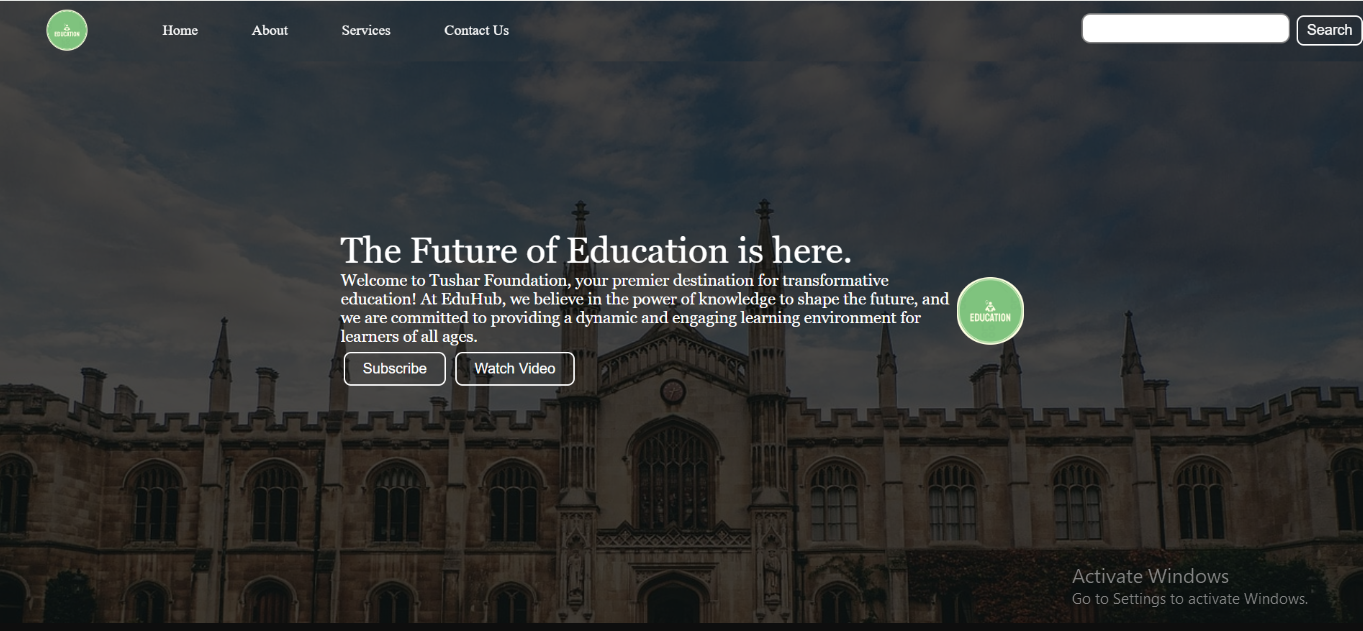 EDUCATION
Home
About
Services
Contact Us
Search
The Future of Education is here.
Welcome to Tushar Foundation, your premier destination for transformative
education! At EduHub, we believe in the power of knowledge to shape the future, and
we are committed to providing a dynamic and engaging learning environment for
learners of all ages.
EDUCATION
Subscribe
Watch Video
Activate Windows
Go to Settings to activate Windows.